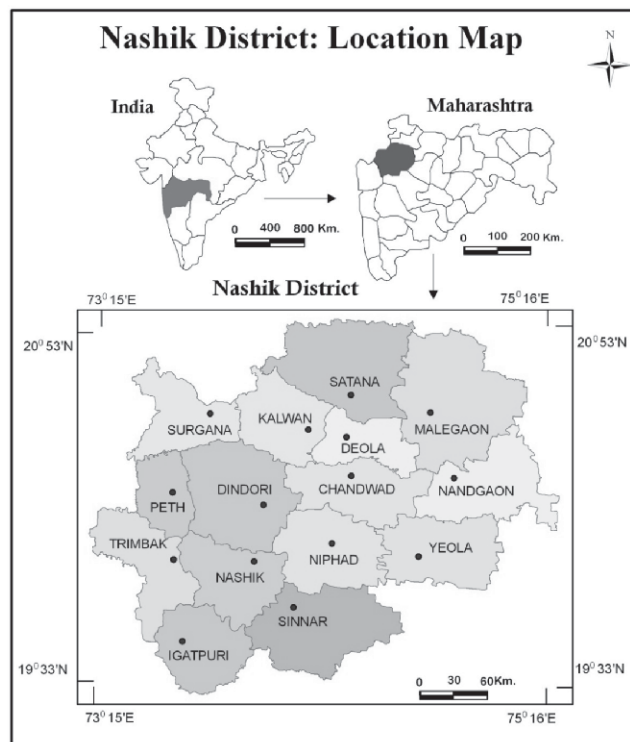 Nashik District: Location Map
N
India
Maharashtra
0 400 800 Km.
0 100 200 Km.
Nashik District
73⁰ 15'E
75⁰ 16'E
20⁰ 53'N
20⁰ 53'N
SATANA
KALWAN
SURGANA
DEOLA
MALEGAON
PETH
DINDORI
CHANDWAD
NANDGAON
TRIMBAK
NASHIK
NIPHAD
YEOLA
SINNAR
IGATPURI
19⁰ 33'N
19⁰ 33'N
0 30 60Km.
73⁰ 15'E
75⁰ 16'E